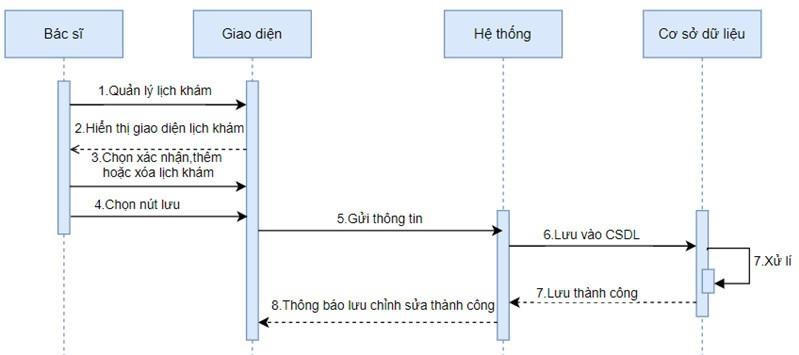 Bác sĩ
Giao diện
Hệ thống
Cơ sở dữ liệu
1.Quản lý lịch khám
2.Hiển thị giao diện lịch khám
3.Chọn xác nhận,thêm
hoặc xóa lịch khám
4.Chọn nút lưu
5.Gửi thông tin
6.Lưu vào CSDL
7.Xử lí
7.Lưu thành công
8.Thông báo lưu chỉnh sửa thành công